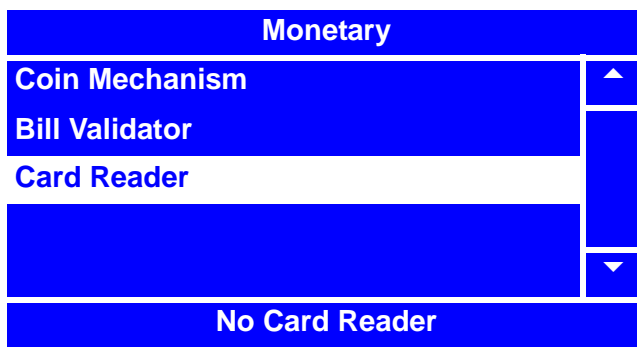 Monetary
Coin Mechanism
Bill Validator
Card Reader
No Card Reader